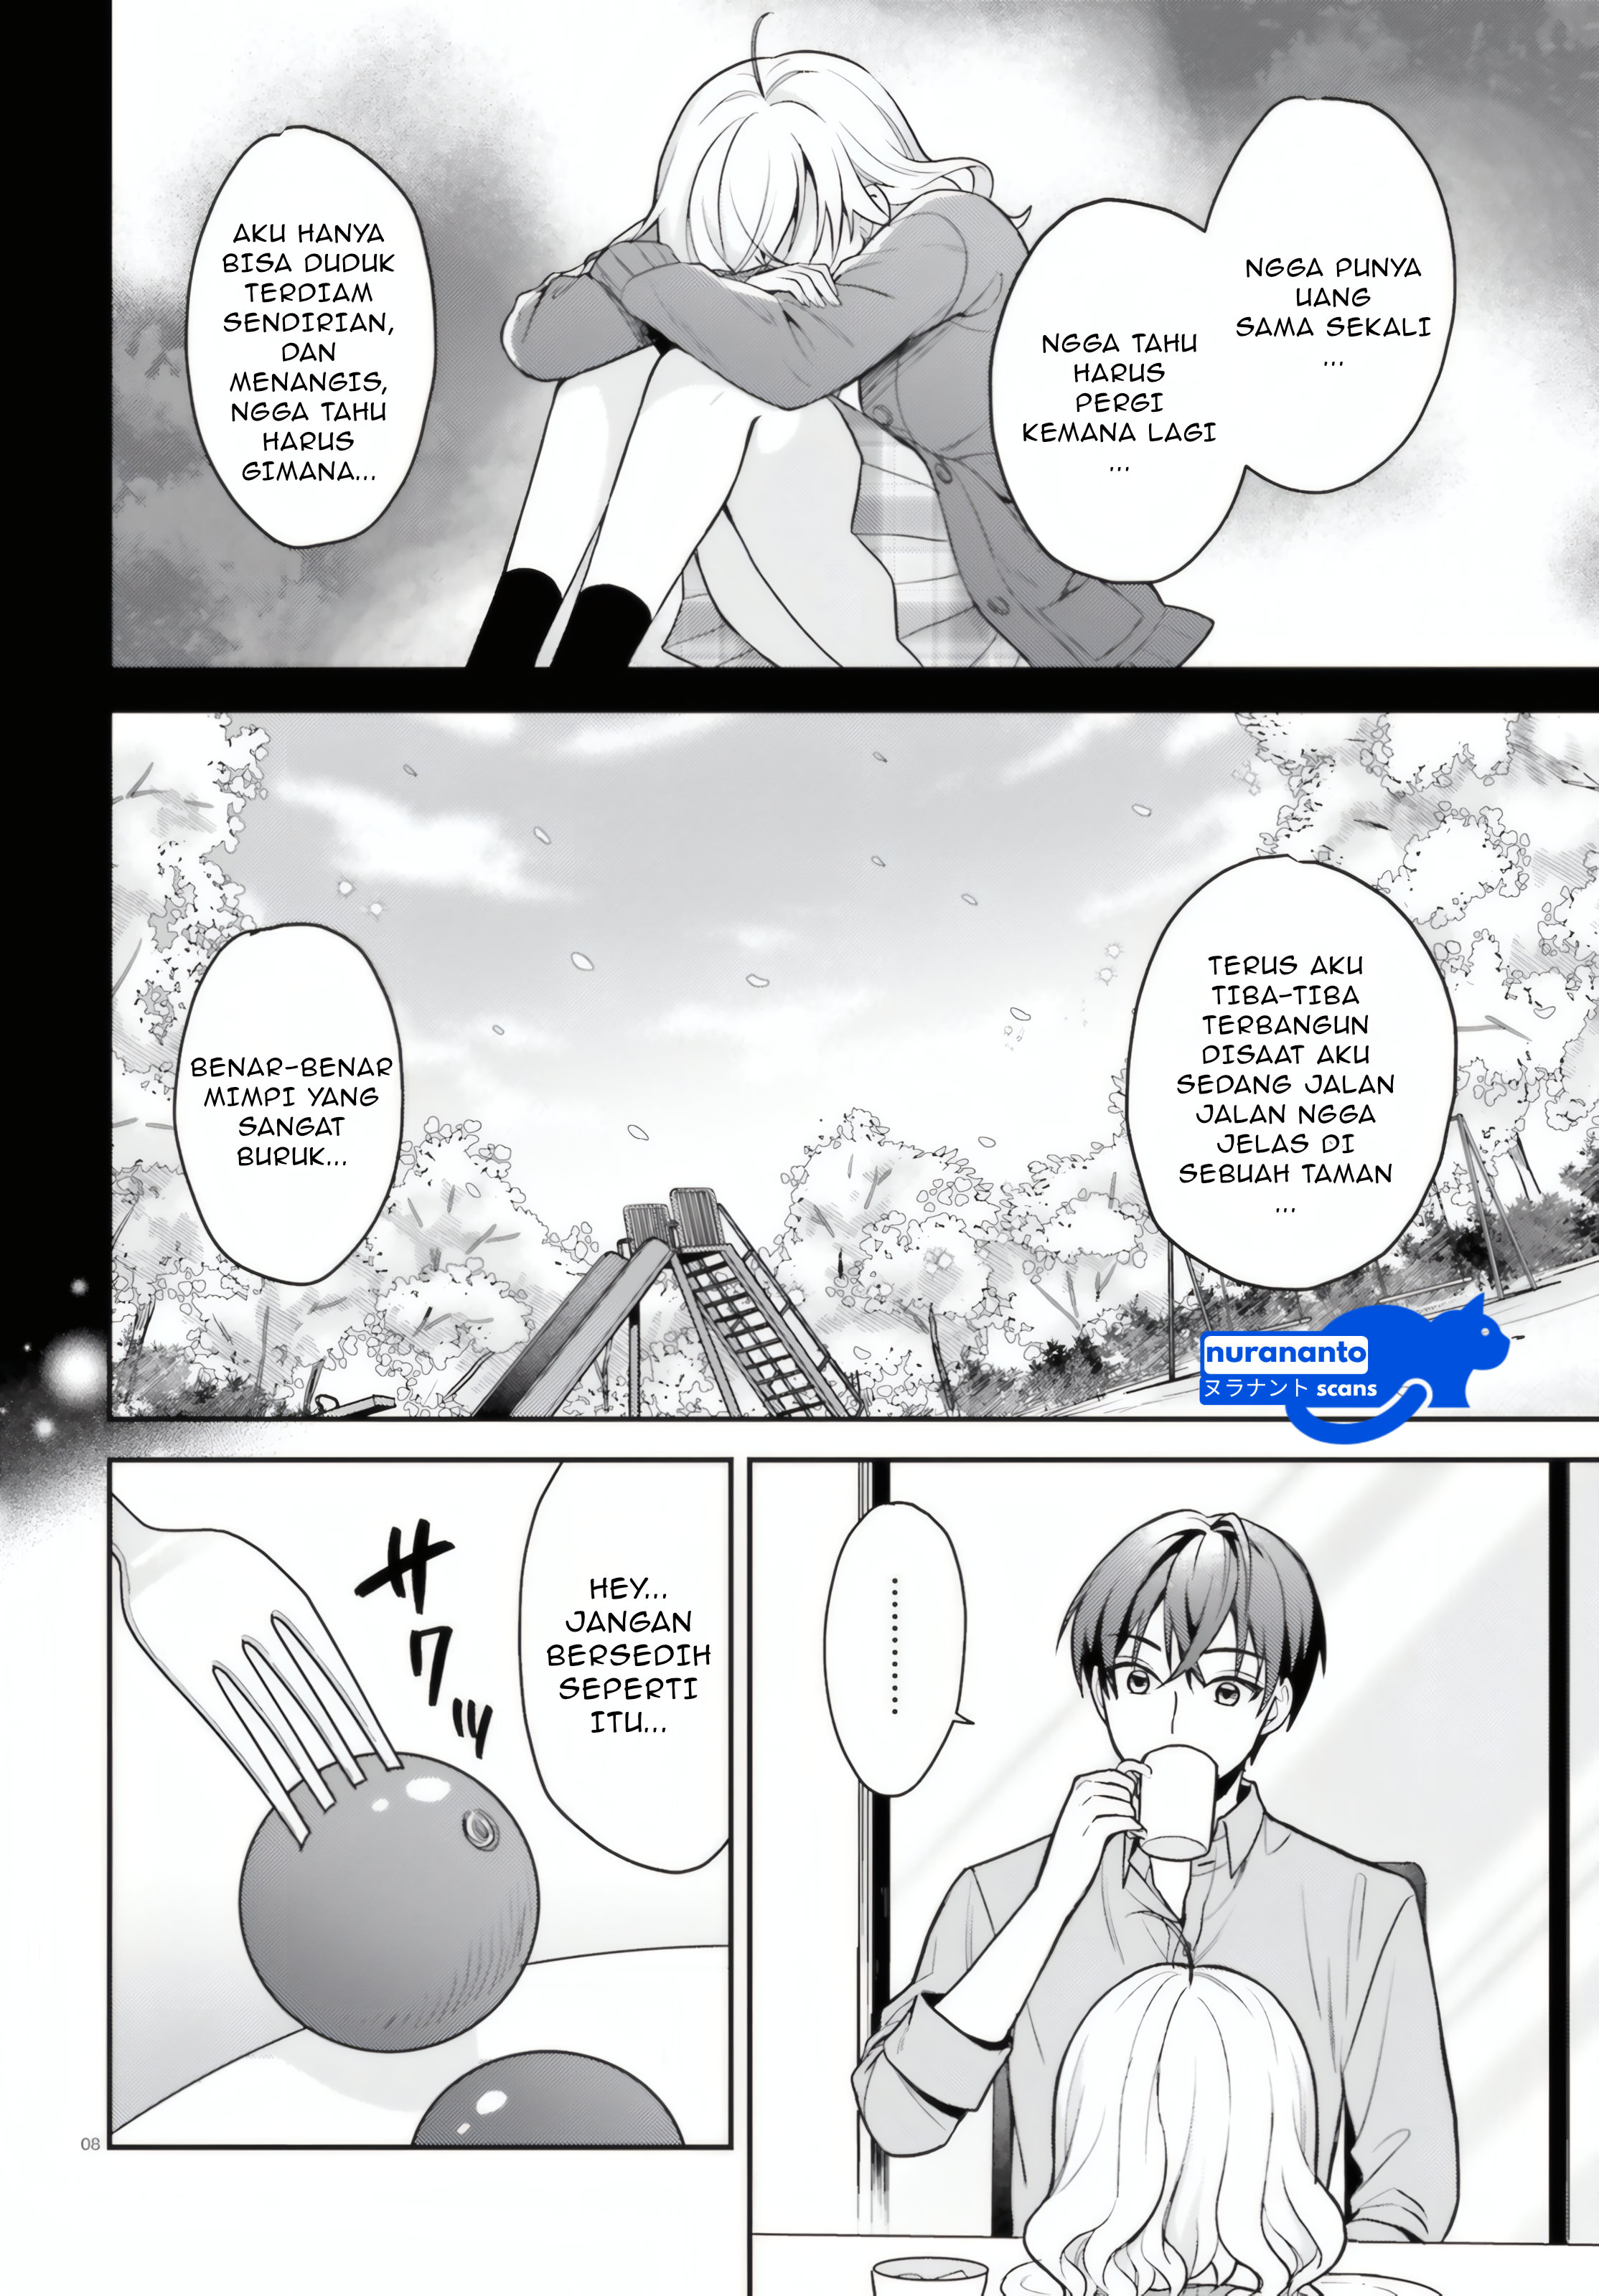 NGGA PUNYA
UANG
SAMA SEKALI
...
NGGA TAHU
HARUS
PERGI
KEMANA LAGI
...
AKU HANYA
BISA DUDUK
TERDIAM
SENDIRIAN,
DAN
MENANGIS,
NGGA TAHU
HARUS
GIMANA...
TERUS AKU
TIBA-TIBA
TERBANGUN
DISAAT AKU
SEDANG JALAN
JALAN NGGA
JELAS DI
SEBUAH TAMAN
...
BENAR-BENAR
MIMPI YANG
SANGAT
BURUK...
nurananto
ヌラナント scans
.........
HEY...
JANGAN
BERSEDIH
SEPERTI
ITU...
サクッ
08